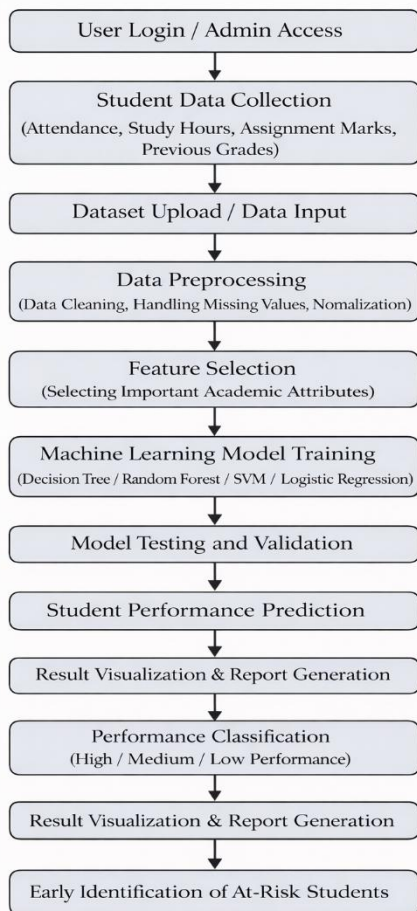 User Login / Admin Access
Student Data Collection
(Attendance, Study Hours, Assignment Marks,
Previous Grades)
Dataset Upload / Data Input
Data Preprocessing
(Data Cleaning, Handling Missing Values, Nomalization)
Feature Selection
(Selecting Important Academic Attributes)
Machine Learning Model Training
(Decision Tree / Random Forest / SVM / Logistic Regression)
Model Testing and Validation
Student Performance Prediction
Result Visualization & Report Generation
Performance Classification
(High / Medium / Low Performance)
Result Visualization & Report Generation
Early Identification of At-Risk Students